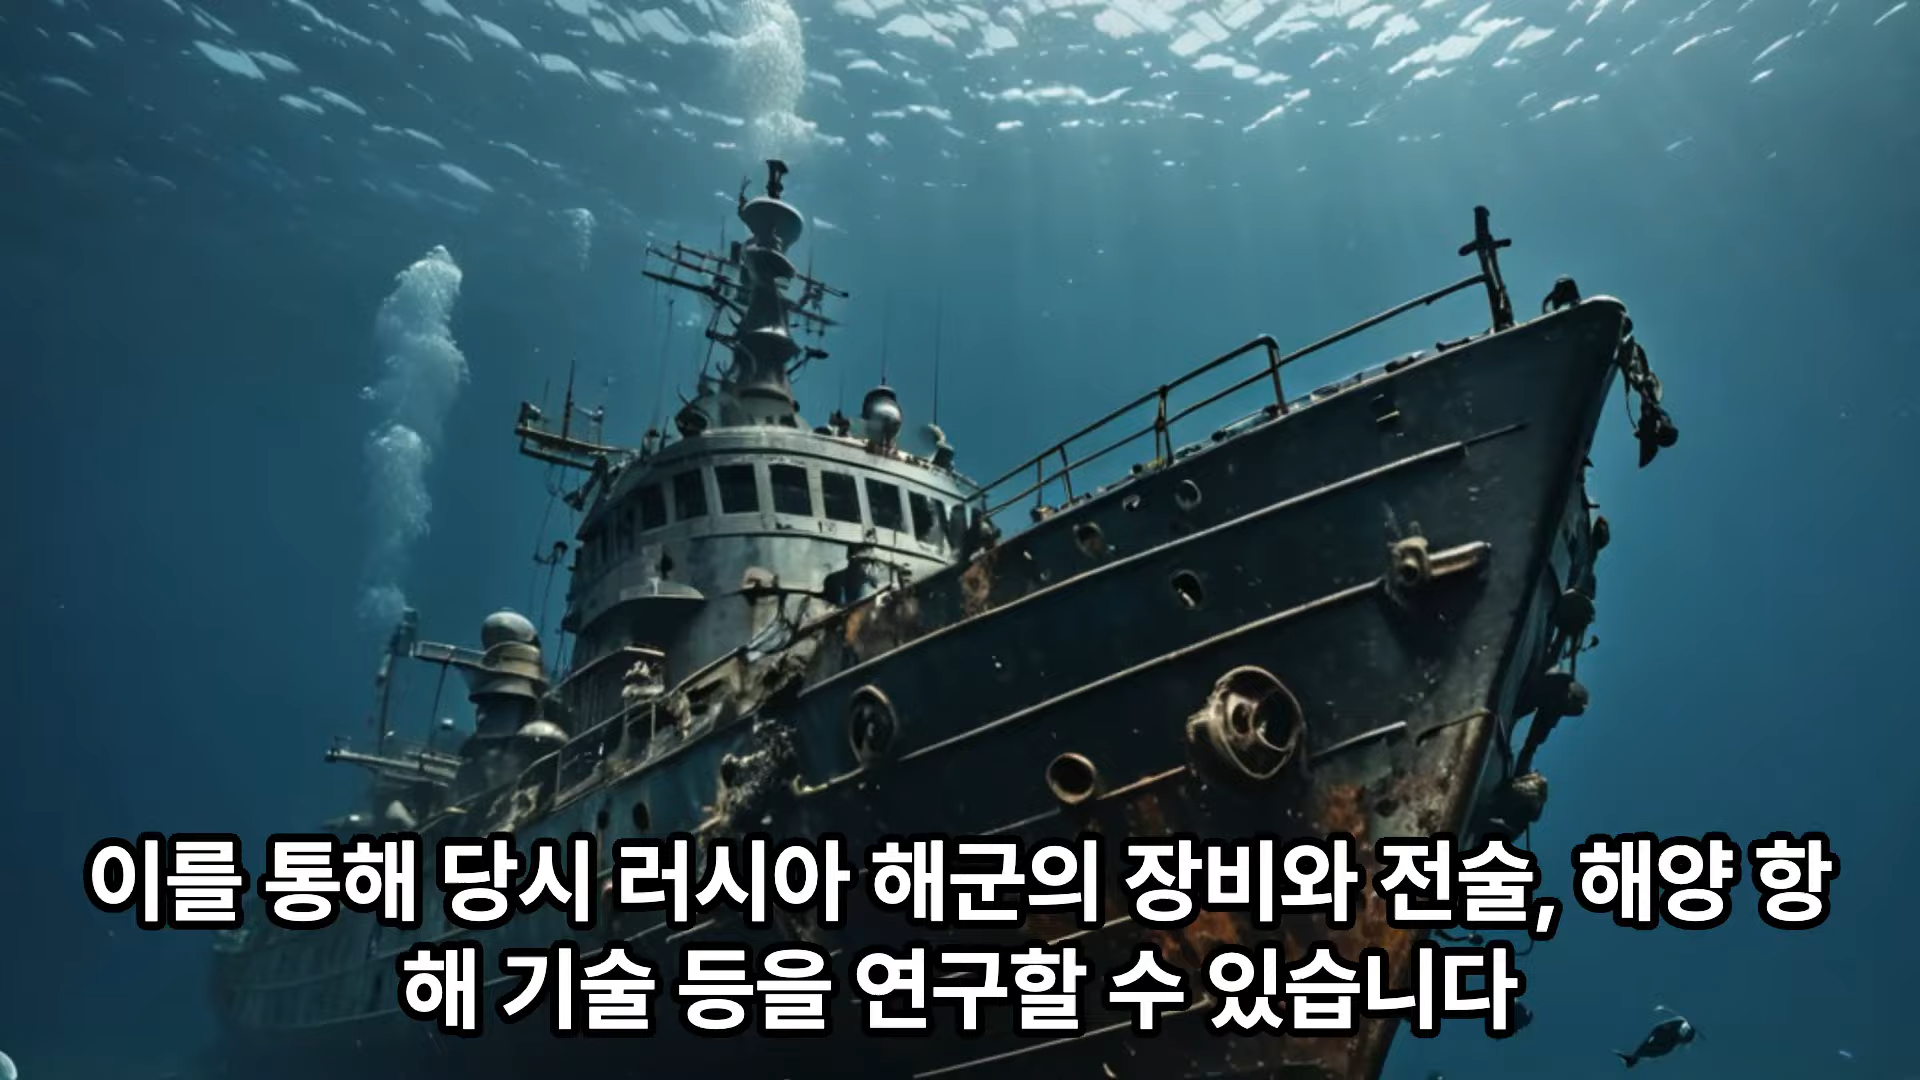 이를 통해 당시 러시아 해군의 장비와 전술, 해양 항
해 기술 등을 연구할 수 있습니다